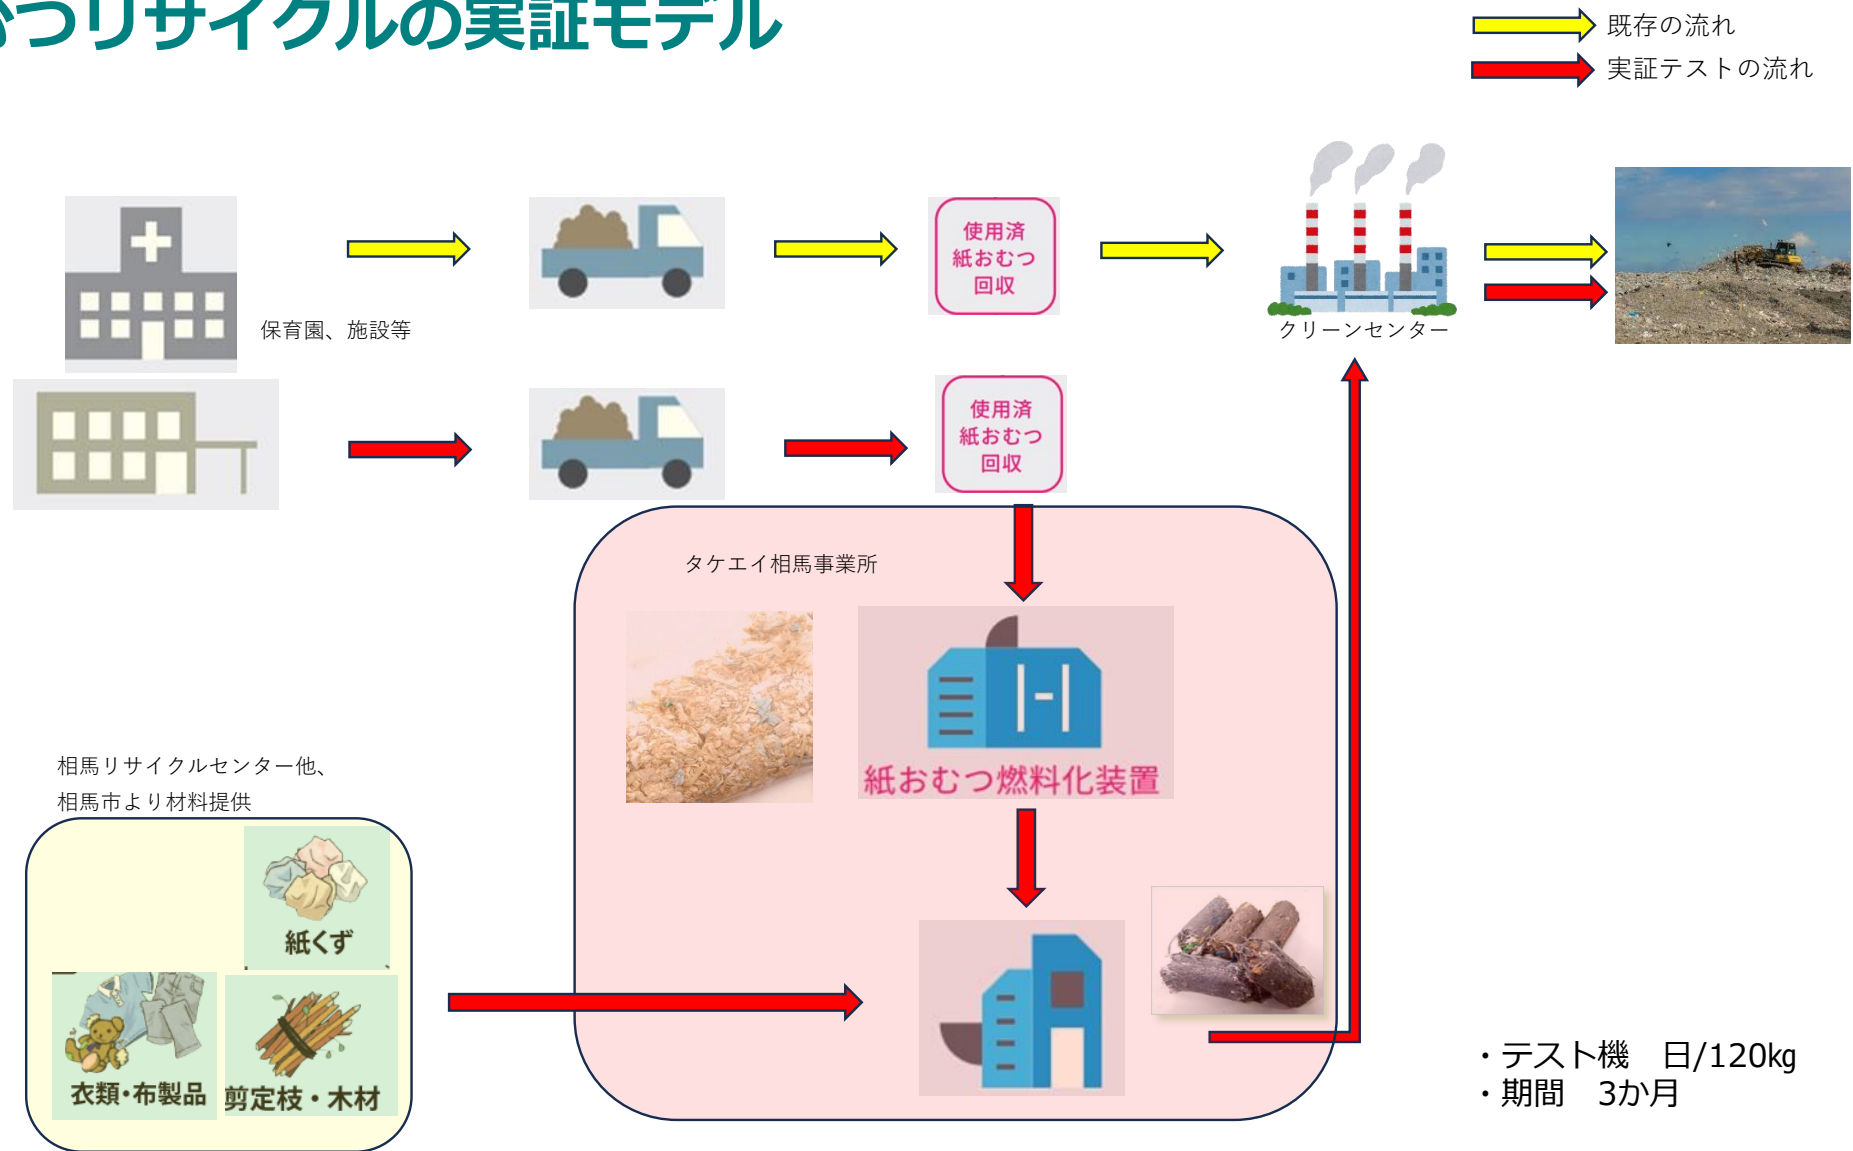 つリサイクルの実証モデル
既存の流れ
実証テストの流れ
使用済
紙おむつ
回収
保育園、施設等
クリーンセンター
使用済
紙おむつ
回収
タケエイ相馬事業所
紙おむつ燃料化装置
相馬リサイクルセンター他、
相馬市より材料提供
紙くず
衣類・布製品
剪定枝・木材
・テスト機　日/120kg
・期間　3か月